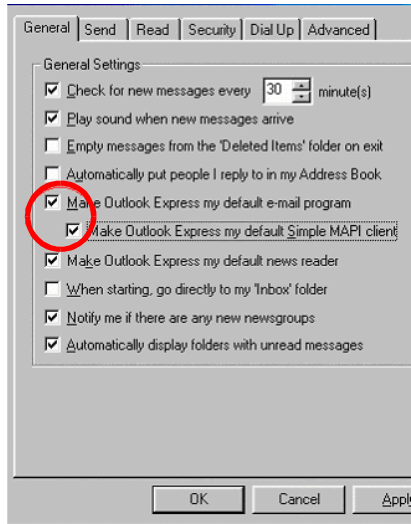 General Send Read Security Dial Up Advanced
General Settings
Check for new messages every 30 minute(s)
Play sound when new messages arrive
Empty messages from the 'Deleted Items' folder on exit
Automatically put people I reply to in my Address Book
Make Outlook Express my default e-mail program
Make Outlook Express my default Simple MAPI client
Make Outlook Express my default news reader
When starting, go directly to my 'Inbox' folder
Notify me if there are any new newsgroups
Automatically display folders with unread messages
OK Cancel Appl